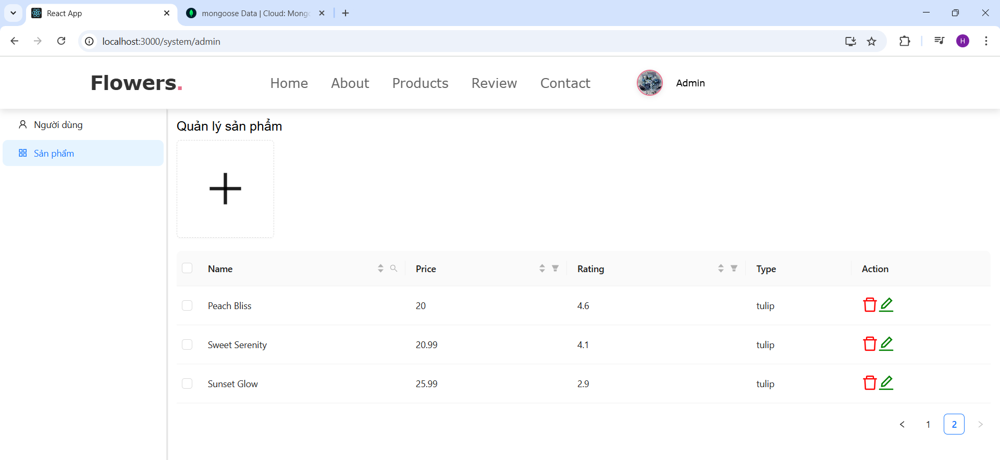 React App
mongoose Data | Cloud: Mong
localhost:3000/system/admin
H
Flowers.
Home About Products Review Contact Admin
Người dùng
Sản phẩm
Quản lý sản phẩm
Name Price Rating Type Action
Peach Bliss 20 4.6 tulip
Sweet Serenity 20.99 4.1 tulip
Sunset Glow 25.99 2.9 tulip
< 1 2 >